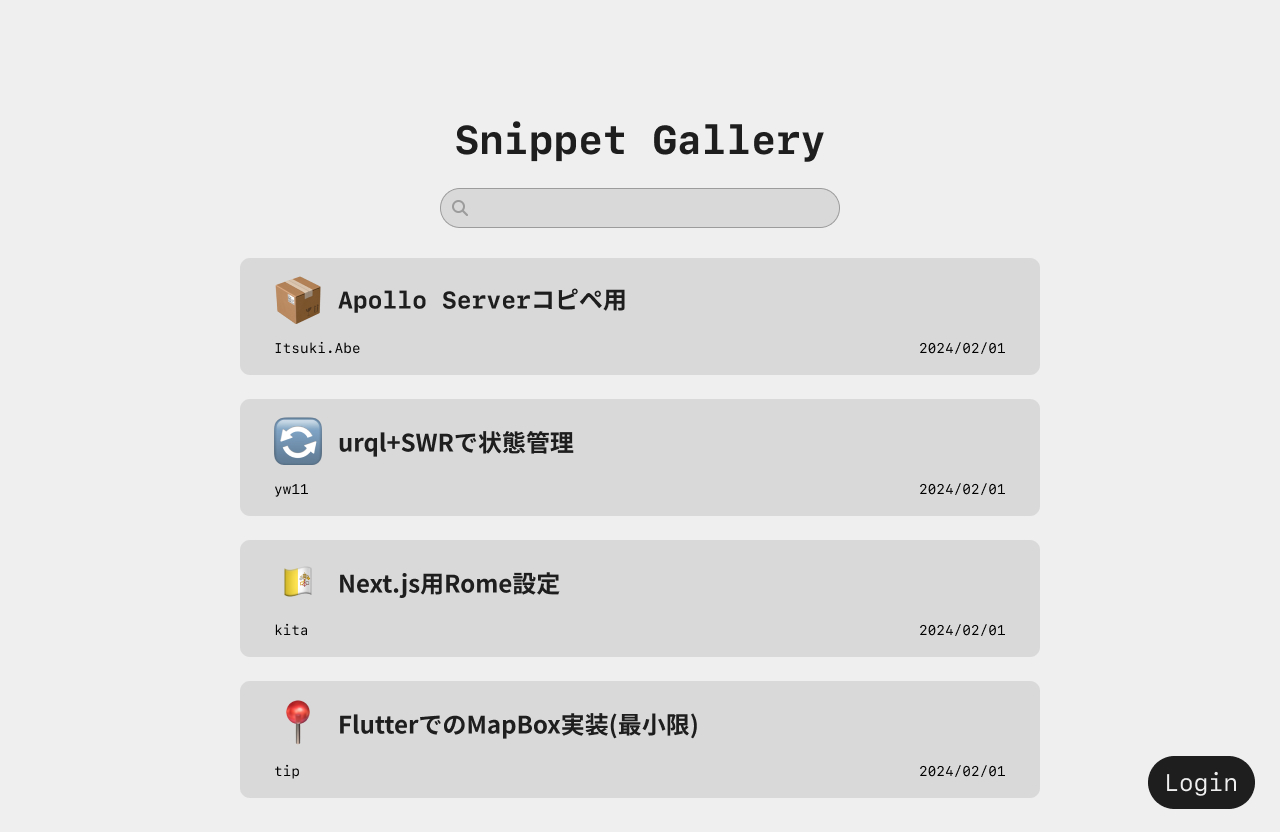 Snippet Gallery
Apollo Serverコピペ用
Itsuki.Abe
2024/02/01
urql+SWRで状態管理
yw11
2024/02/01
Next.js用Rome設定
kita
2024/02/01
FlutterでのMapBox実装(最小限)
tip
2024/02/01
Login